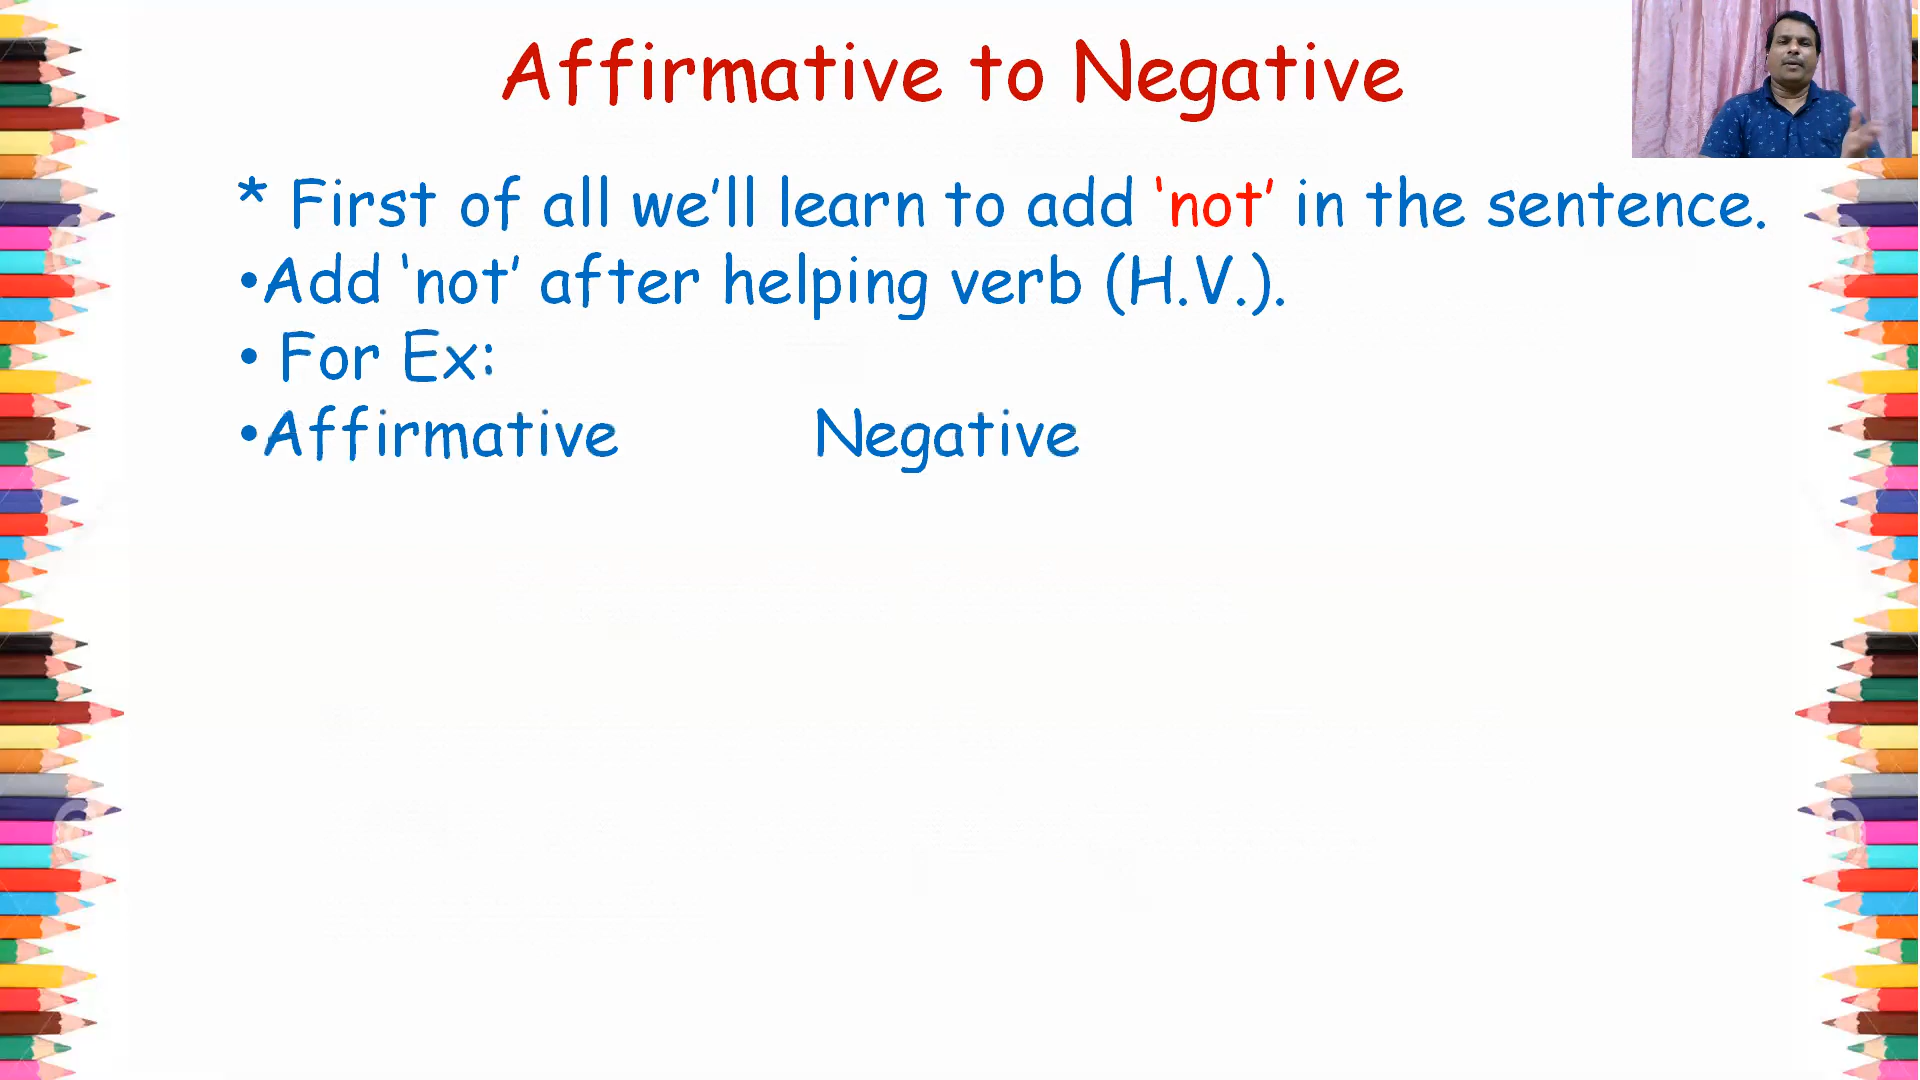 Affirmative to Negative
* First of all we’ll learn to add ‘not’ in the sentence.
•Add ‘not’ after helping verb (H.V.).
• For Ex:
•Affirmative Negative